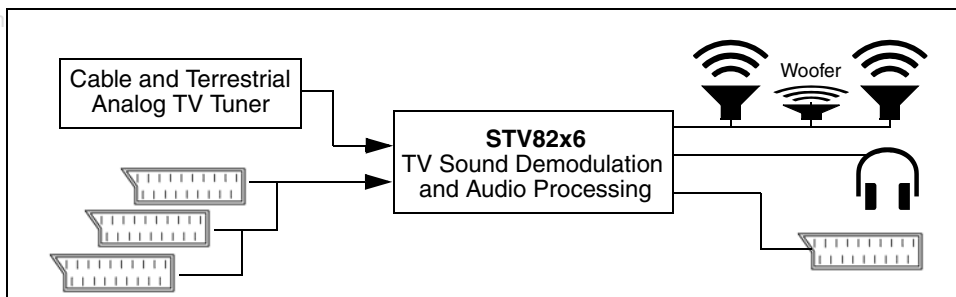 Cable and Terrestrial
Analog TV Tuner
STV82x6
TV Sound Demodulation
and Audio Processing
Woofer